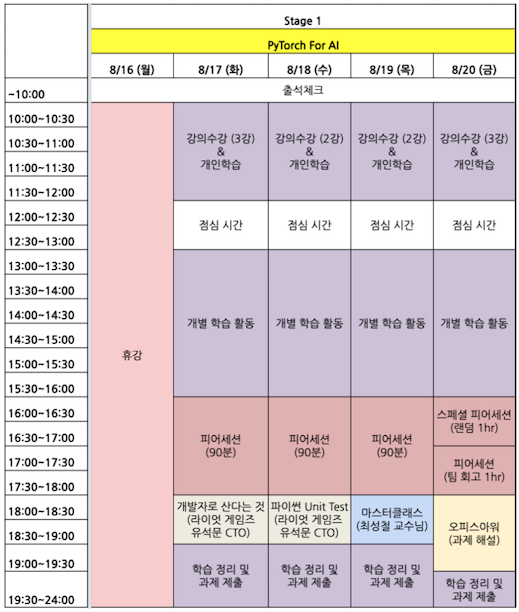 Stage 1
PyTorch For AI
8/16 (월) 8/17 (화) 8/18 (수) 8/19 (목) 8/20 (금)
~10:00 출석체크
10:00~10:30
10:30~11:00
11:00~11:30
11:30~12:00
강의수강 (3강) 강의수강 (2강) 강의수강 (2강) 강의수강 (3강)
& & & &
개인학습 개인학습 개인학습 개인학습
12:00~12:30
12:30~13:00
점심 시간 점심 시간 점심 시간 점심 시간
13:00~13:30
13:30~14:00
14:00~14:30
14:30~15:00
15:00~15:30
15:30~16:00
휴강
개별 학습 활동 개별 학습 활동 개별 학습 활동 개별 학습 활동
16:00~16:30
16:30~17:00
17:00~17:30
17:30~18:00
피어세션 피어세션 피어세션
(90분) (90분) (90분)
스페셜 피어세션
(랜덤 1hr)
피어세션
(팀 회고 1hr)
18:00~18:30
18:30~19:00
개발자로 산다는 것
(라이엇 게임즈
유석문 CTO)
파이썬 Unit Test
(라이엇 게임즈
유석문 CTO)
마스터클래스
(최성철 교수님)
오피스아워
(과제 해설)
19:00~19:30
19:30~24:00
학습 정리 및 학습 정리 및 학습 정리 및
과제 제출 과제 제출 과제 제출
학습 정리 및
과제 제출